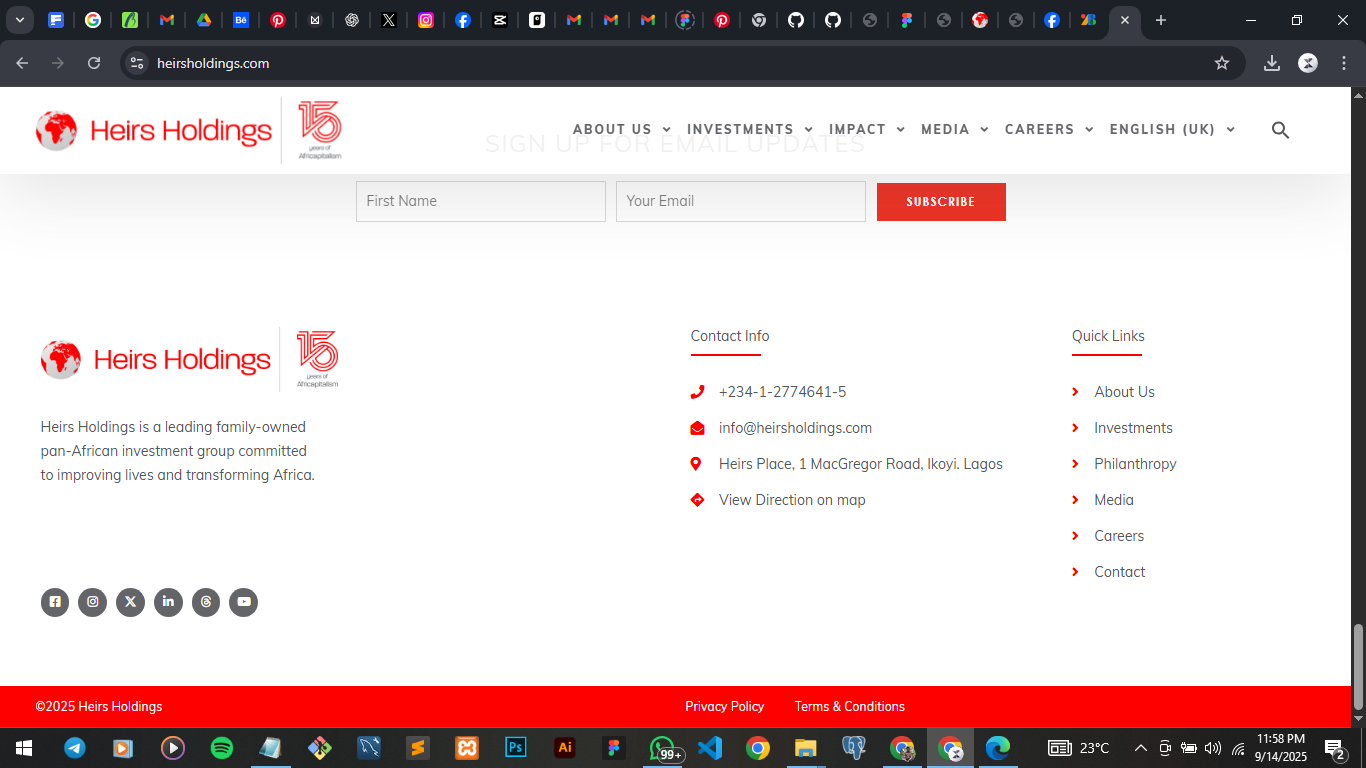 heirsholdings.com
Heirs Holdings
15
years of
Africapitalism
ABOUT US
INVESTMENTS
IMPACT
MEDIA
CAREERS
ENGLISH (UK)
SIGN UP FOR EMAIL UPDATES
First Name
Your Email
SUBSCRIBE
Heirs Holdings
15
years of
Africapitalism
Heirs Holdings is a leading family-owned
pan-African investment group committed
to improving lives and transforming Africa.
Contact Info
+234-1-2774641-5
info@heirsholdings.com
Heirs Place, 1 MacGregor Road, Ikoyi. Lagos
View Direction on map
Quick Links
About Us
Investments
Philanthropy
Media
Careers
Contact
©2025 Heirs Holdings
Privacy Policy
Terms & Conditions
Ps
Ai
99+
23°C
11:58 PM
9/14/2025
2